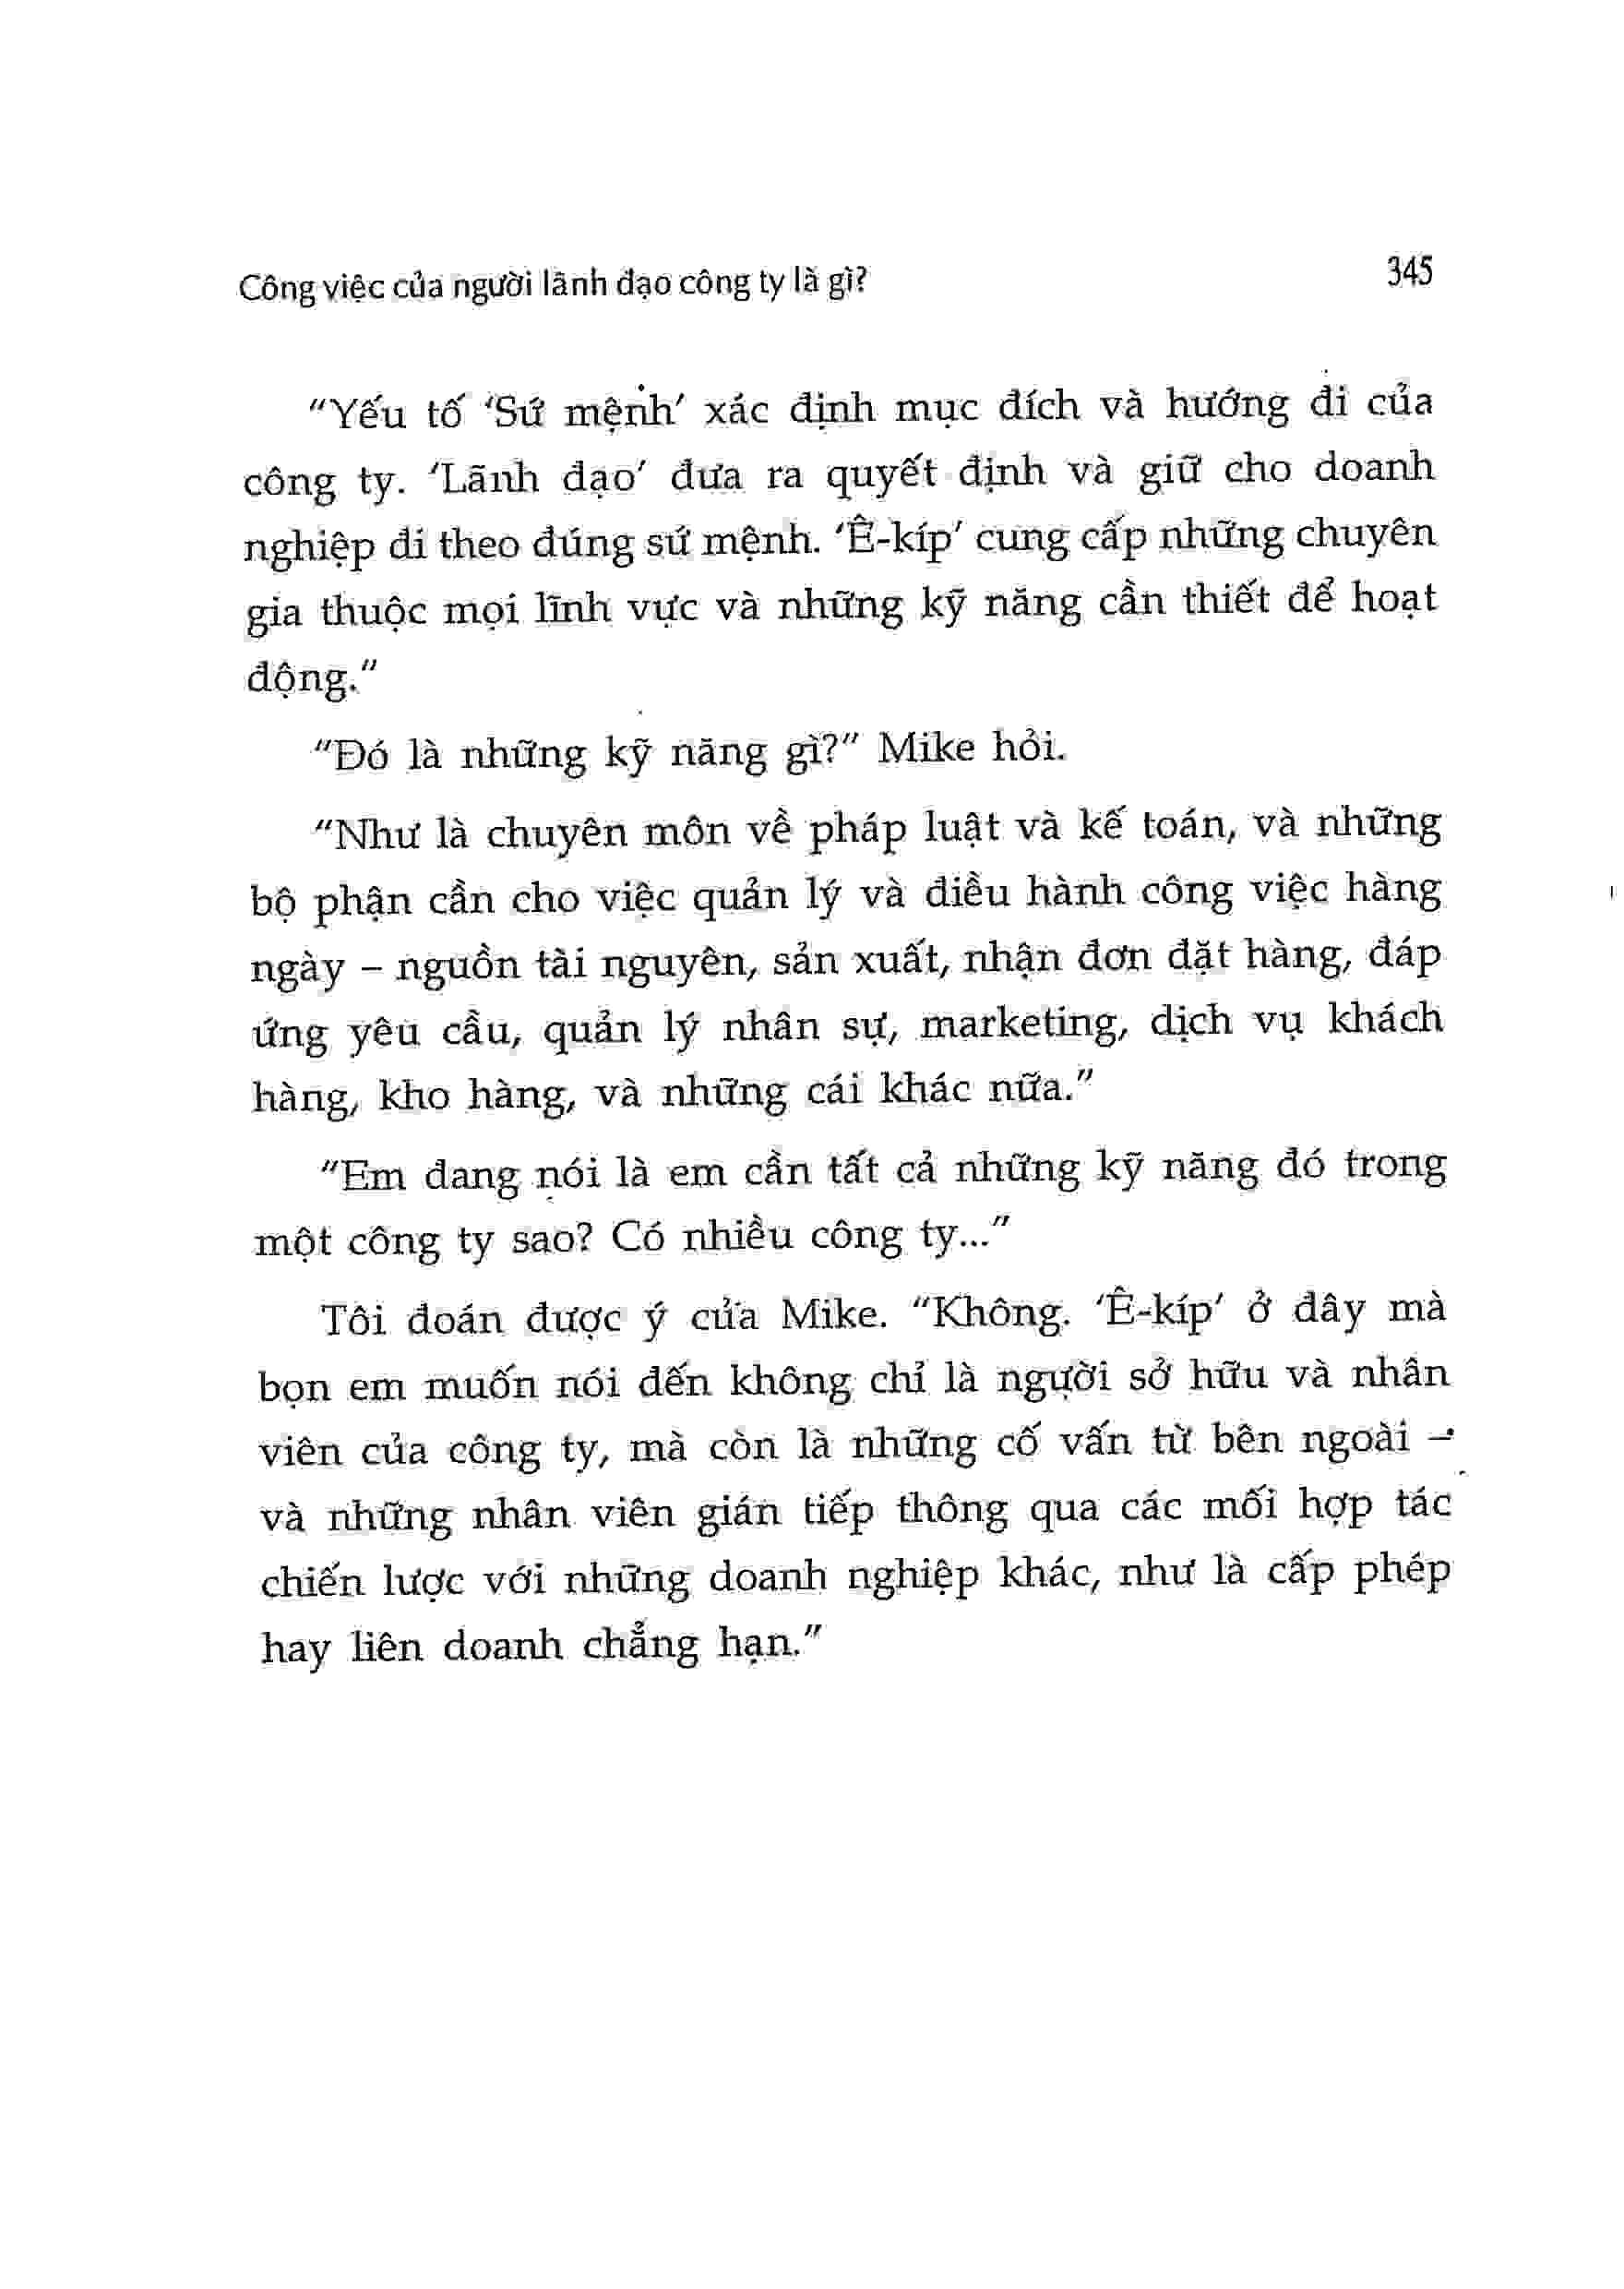 Công việc của người lãnh đạo công ty là gì? 345
“Yếu tố ‘Sứ mệnh’ xác định mục đích và hướng đi của
công ty. ‘Lãnh đạo’ đưa ra quyết định và giữ cho doanh
nghiệp đi theo đúng sứ mệnh. ‘Ê-kíp’ cung cấp những chuyên
gia thuộc mọi lĩnh vực và những kỹ năng cần thiết để hoạt
động.”
“Đó là những kỹ năng gì?” Mike hỏi.
“Như là chuyên môn về pháp luật và kế toán, và những
bộ phận cần cho việc quản lý và điều hành công việc hàng
ngày – nguồn tài nguyên, sản xuất, nhận đơn đặt hàng, đáp
ứng yêu cầu, quản lý nhân sự, marketing, dịch vụ khách
hàng, kho hàng, và những cái khác nữa.”
“Em đang nói là em cần tất cả những kỹ năng đó trong
một công ty sao? Có nhiều công ty...”
Tôi đoán được ý của Mike. “Không. ‘Ê-kíp’ ở đây mà
bọn em muốn nói đến không chỉ là người sở hữu và nhân
viên của công ty, mà còn là những cố vấn từ bên ngoài –
và những nhân viên gián tiếp thông qua các mối hợp tác
chiến lược với những doanh nghiệp khác, như là cấp phép
hay liên doanh chẳng hạn.”